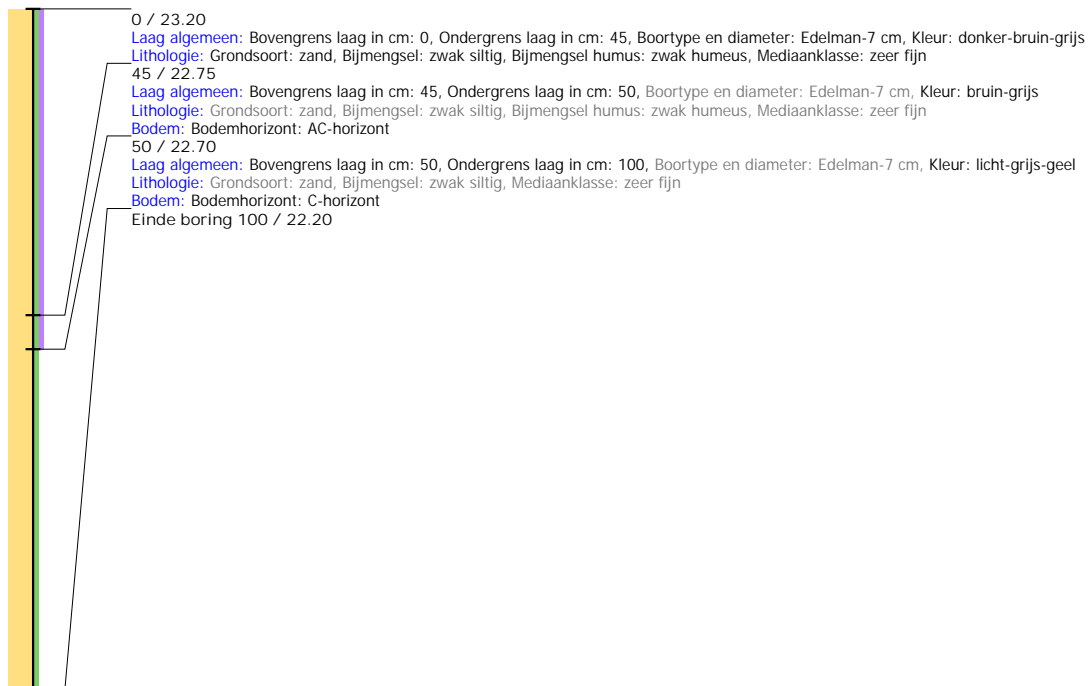 0 / 23.20
Laag algemeen: Bovengrens laag in cm: 0, Ondergrens laag in cm: 45, Boortype en diameter: Edelman-7 cm, Kleur: donker-bruin-grijs
Lithologie: Grondsoort: zand, Bijmengsel: zwak siltig, Bijmengsel humus: zwak humeus, Mediaanklasse: zeer fijn
45 / 22.75
Laag algemeen: Bovengrens laag in cm: 45, Ondergrens laag in cm: 50, Boortype en diameter: Edelman-7 cm, Kleur: bruin-grijs
Lithologie: Grondsoort: zand, Bijmengsel: zwak siltig, Bijmengsel humus: zwak humeus, Mediaanklasse: zeer fijn
Bodem: Bodemhorizont: AC-horizont
50 / 22.70
Laag algemeen: Bovengrens laag in cm: 50, Ondergrens laag in cm: 100, Boortype en diameter: Edelman-7 cm, Kleur: licht-grijs-geel
Lithologie: Grondsoort: zand, Bijmengsel: zwak siltig, Mediaanklasse: zeer fijn
Bodem: Bodemhorizont: C-horizont
Einde boring 100 / 22.20